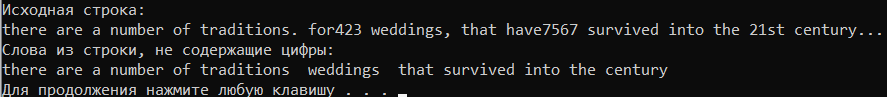 Исходная строка:
there are a number of traditions. for423 weddings, that have7567 survived into the 21st century...
Слова из строки, не содержащие цифры:
there are a number of traditions  weddings  that survived into the century
Для продолжения нажмите любую клавишу . . .